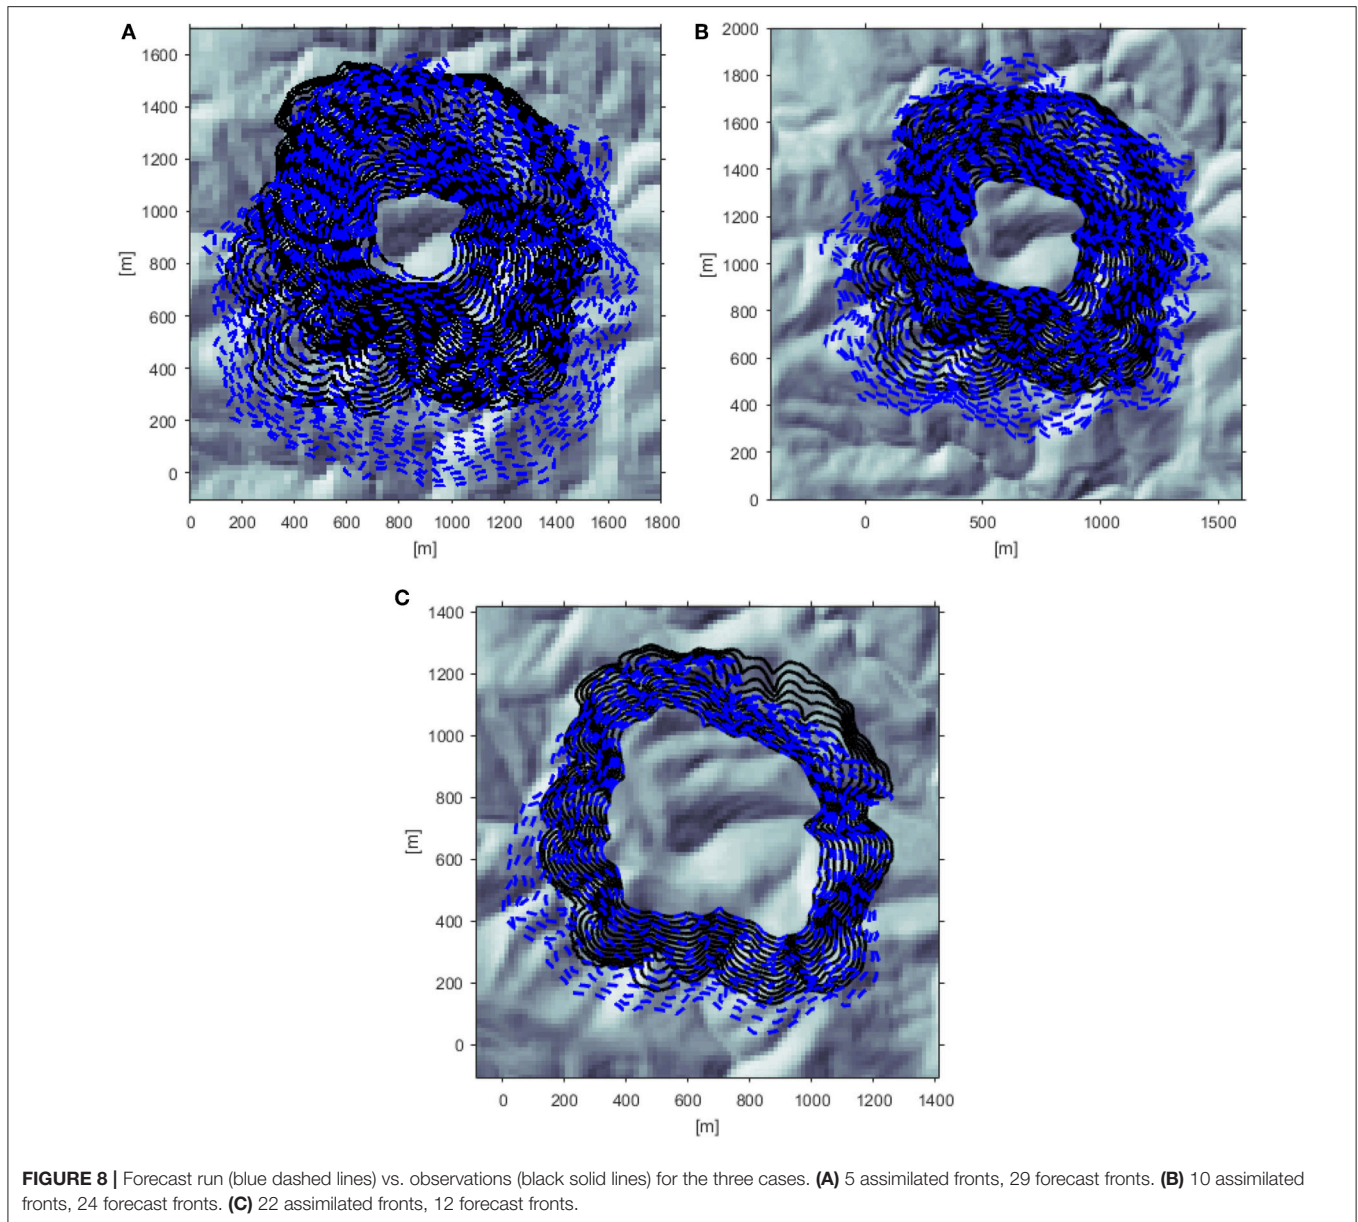 A
1600
1400
1200
1000
800
600
400
200
0
[m]
0 200 400 600 800 1000 1200 1400 1600 1800
[m]
B
2000
1800
1600
1400
1200
1000
800
600
400
200
0
[m]
0 500 1000 1500
[m]
C
1400
1200
1000
800
600
400
200
0
[m]
0 200 400 600 800 1000 1200 1400
[m]
FIGURE 8 | Forecast run (blue dashed lines) vs. observations (black solid lines) for the three cases. (A) 5 assimilated fronts, 29 forecast fronts. (B) 10 assimilated
fronts, 24 forecast fronts. (C) 22 assimilated fronts, 12 forecast fronts.